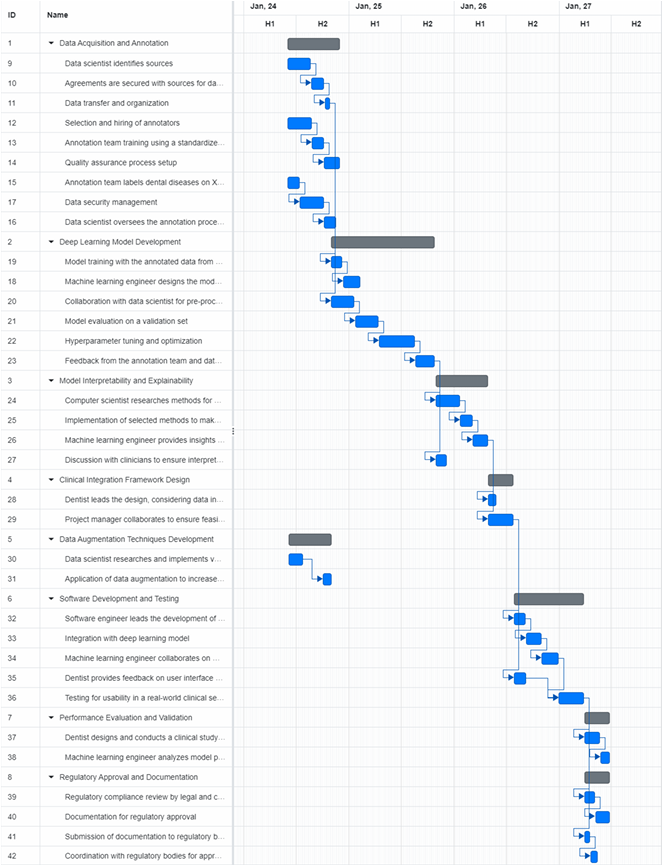 ID Name Jan, 24 Jan, 25 Jan, 26 Jan, 27
H1 H2 H1 H2 H1 H2 H1 H2
1 Data Acquisition and Annotation
9 Data scientist identifies sources
10 Agreements are secured with sources for da...
11 Data transfer and organization
12 Selection and hiring of annotators
13 Annotation team training using a standardize...
14 Quality assurance process setup
15 Annotation team labels dental diseases on X...
17 Data security management
16 Data scientist oversees the annotation proce...
2 Deep Learning Model Development
19 Model training with the annotated data from ...
18 Machine learning engineer designs the mod...
20 Collaboration with data scientist for pre-proc...
21 Model evaluation on a validation set
22 Hyperparameter tuning and optimization
23 Feedback from the annotation team and dat...
3 Model Interpretability and Explainability
24 Computer scientist researches methods for ...
25 Implementation of selected methods to mak...
26 Machine learning engineer provides insights ...
27 Discussion with clinicians to ensure interpret...
4 Clinical Integration Framework Design
28 Dentist leads the design, considering data in...
29 Project manager collaborates to ensure feasi...
5 Data Augmentation Techniques Development
30 Data scientist researches and implements v...
31 Application of data augmentation to increase...
6 Software Development and Testing
32 Software engineer leads the development of ...
33 Integration with deep learning model
34 Machine learning engineer collaborates on ...
35 Dentist provides feedback on user interface ...
36 Testing for usability in a real-world clinical se...
7 Performance Evaluation and Validation
37 Dentist designs and conducts a clinical study...
38 Machine learning engineer analyzes model p...
8 Regulatory Approval and Documentation
39 Regulatory compliance review by legal and c...
40 Documentation for regulatory approval
41 Submission of documentation to regulatory b...
42 Coordination with regulatory bodies for appr...